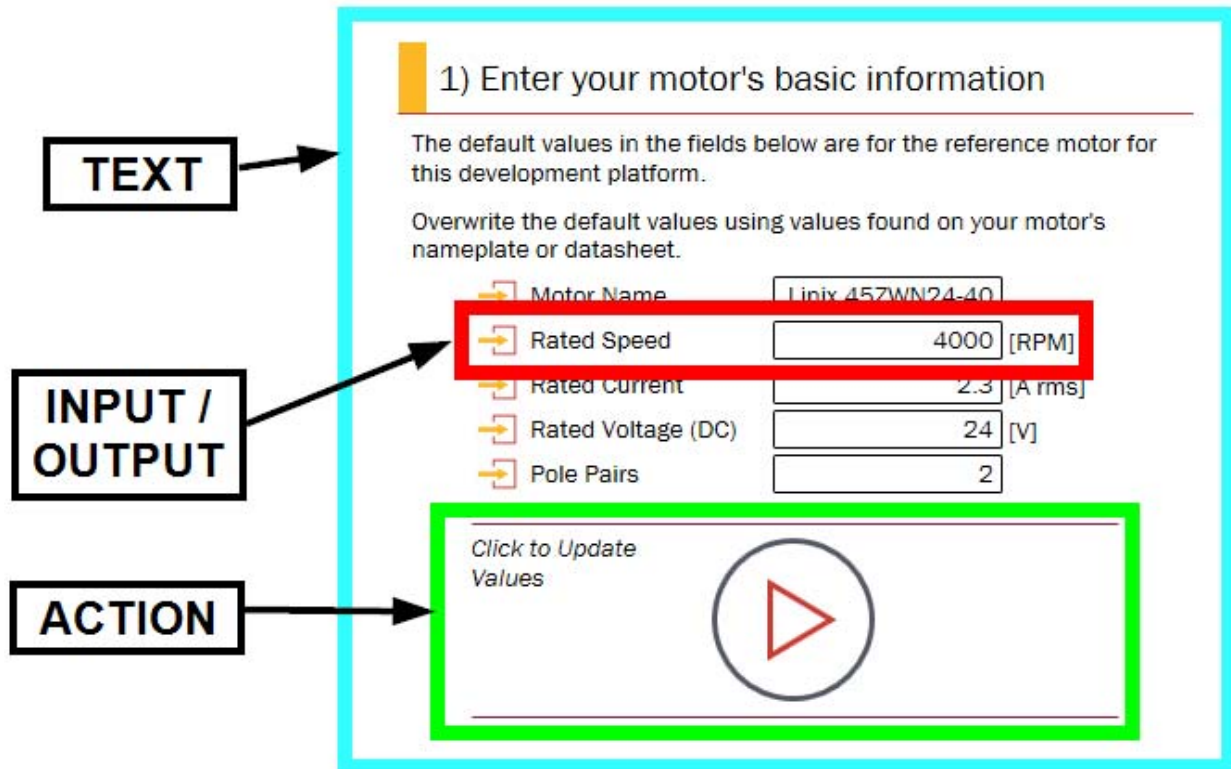 1) Enter your motor's basic information
TEXT
The default values in the fields below are for the reference motor for
this development platform.
Overwrite the default values using values found on your motor's
nameplate or datasheet.
Motor Name Linix 45ZWN24-40
Rated Speed 4000 [RPM]
INPUT /
OUTPUT
Rated Current 2.3 [A rms]
Rated Voltage (DC) 24 [V]
Pole Pairs 2
ACTION
Click to Update
Values